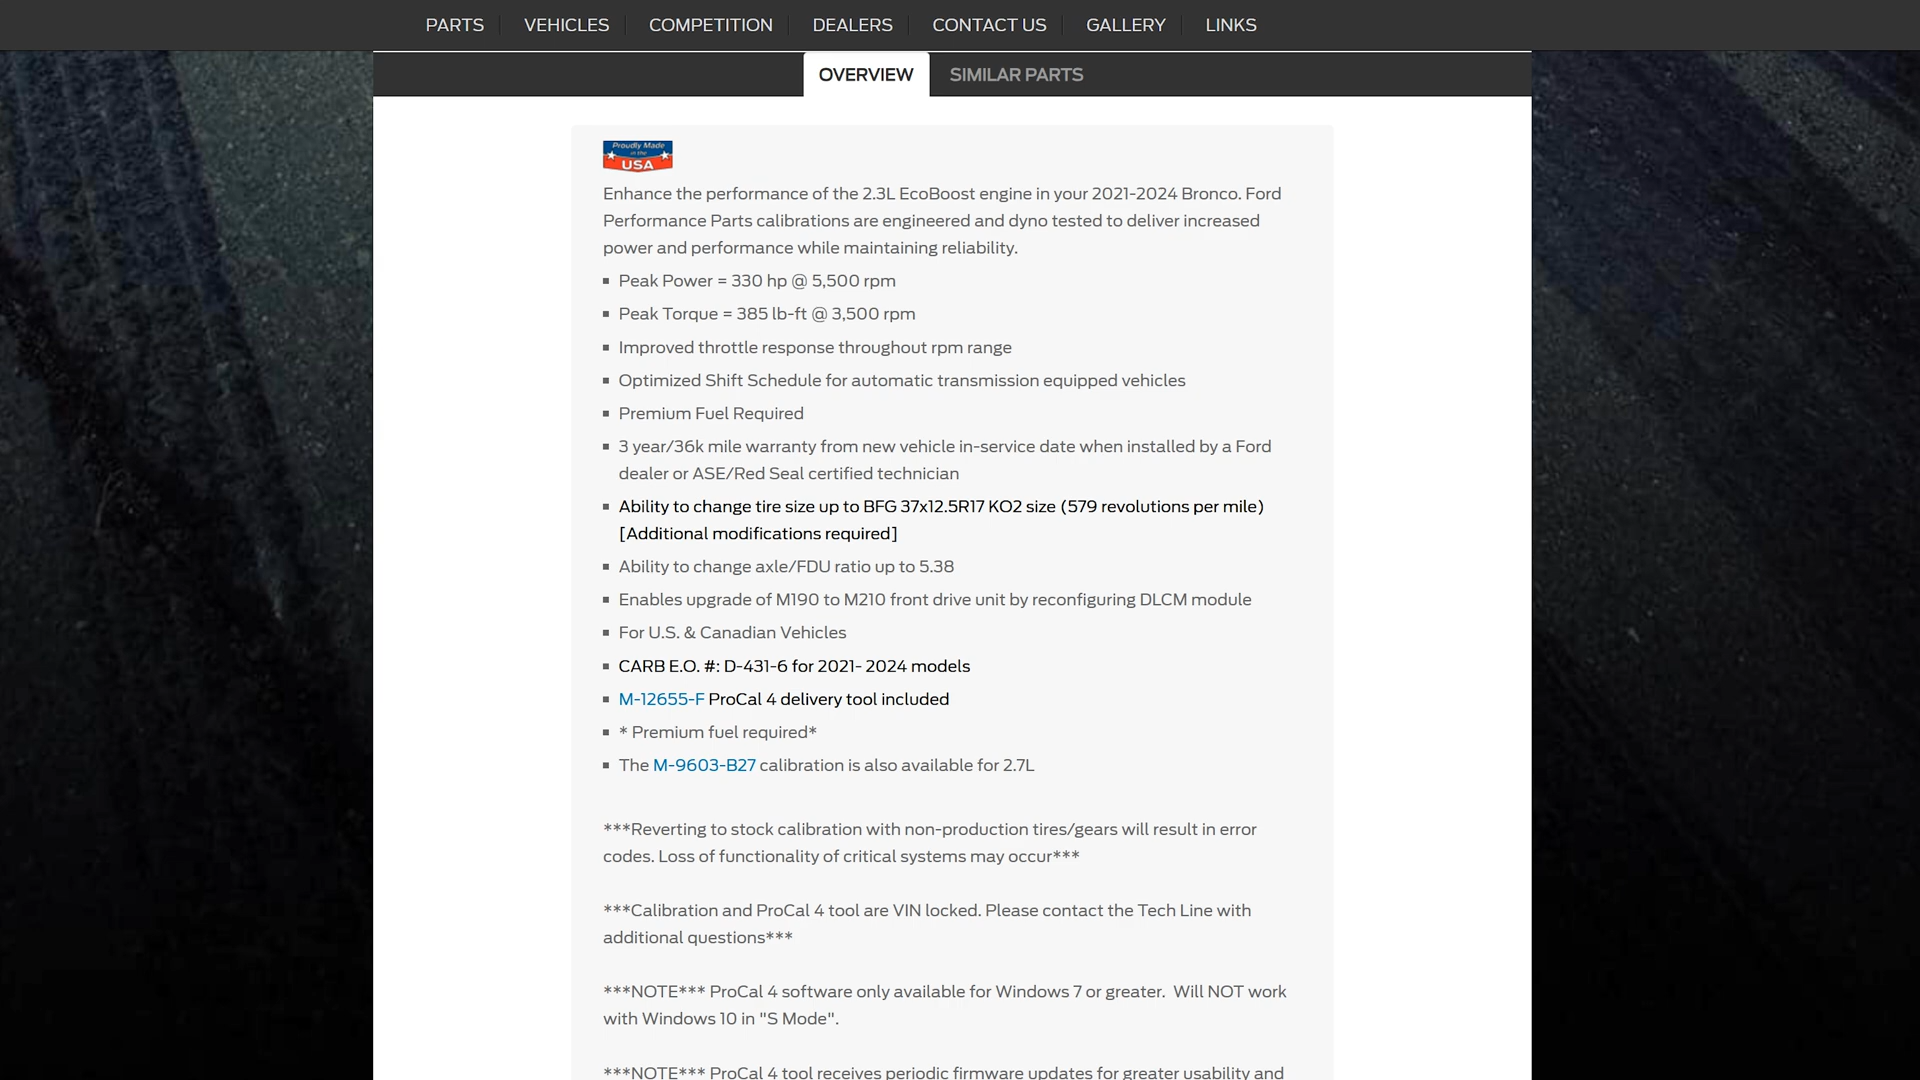 PARTS VEHICLES COMPETITION DEALERS CONTACT US GALLERY LINKS
OVERVIEW SIMILAR PARTS
Proudly Made
in the
USA
Enhance the performance of the 2.3L EcoBoost engine in your 2021-2024 Bronco. Ford
Performance Parts calibrations are engineered and dyno tested to deliver increased
power and performance while maintaining reliability.
▪ Peak Power = 330 hp @ 5,500 rpm
▪ Peak Torque = 385 lb-ft @ 3,500 rpm
▪ Improved throttle response throughout rpm range
▪ Optimized Shift Schedule for automatic transmission equipped vehicles
▪ Premium Fuel Required
▪ 3 year/36k mile warranty from new vehicle in-service date when installed by a Ford
dealer or ASE/Red Seal certified technician
▪ Ability to change tire size up to BFG 37x12.5R17 KO2 size (579 revolutions per mile)
[Additional modifications required]
▪ Ability to change axle/FDU ratio up to 5.38
▪ Enables upgrade of M190 to M210 front drive unit by reconfiguring DLCM module
▪ For U.S. & Canadian Vehicles
▪ CARB E.O. #: D-431-6 for 2021- 2024 models
▪ M-12655-F ProCal 4 delivery tool included
▪ * Premium fuel required*
▪ The M-9603-B27 calibration is also available for 2.7L
***Reverting to stock calibration with non-production tires/gears will result in error
codes. Loss of functionality of critical systems may occur***
***Calibration and ProCal 4 tool are VIN locked. Please contact the Tech Line with
additional questions***
***NOTE*** ProCal 4 software only available for Windows 7 or greater. Will NOT work
with Windows 10 in "S Mode".
***NOTE*** ProCal 4 tool receives periodic firmware updates for greater usability and